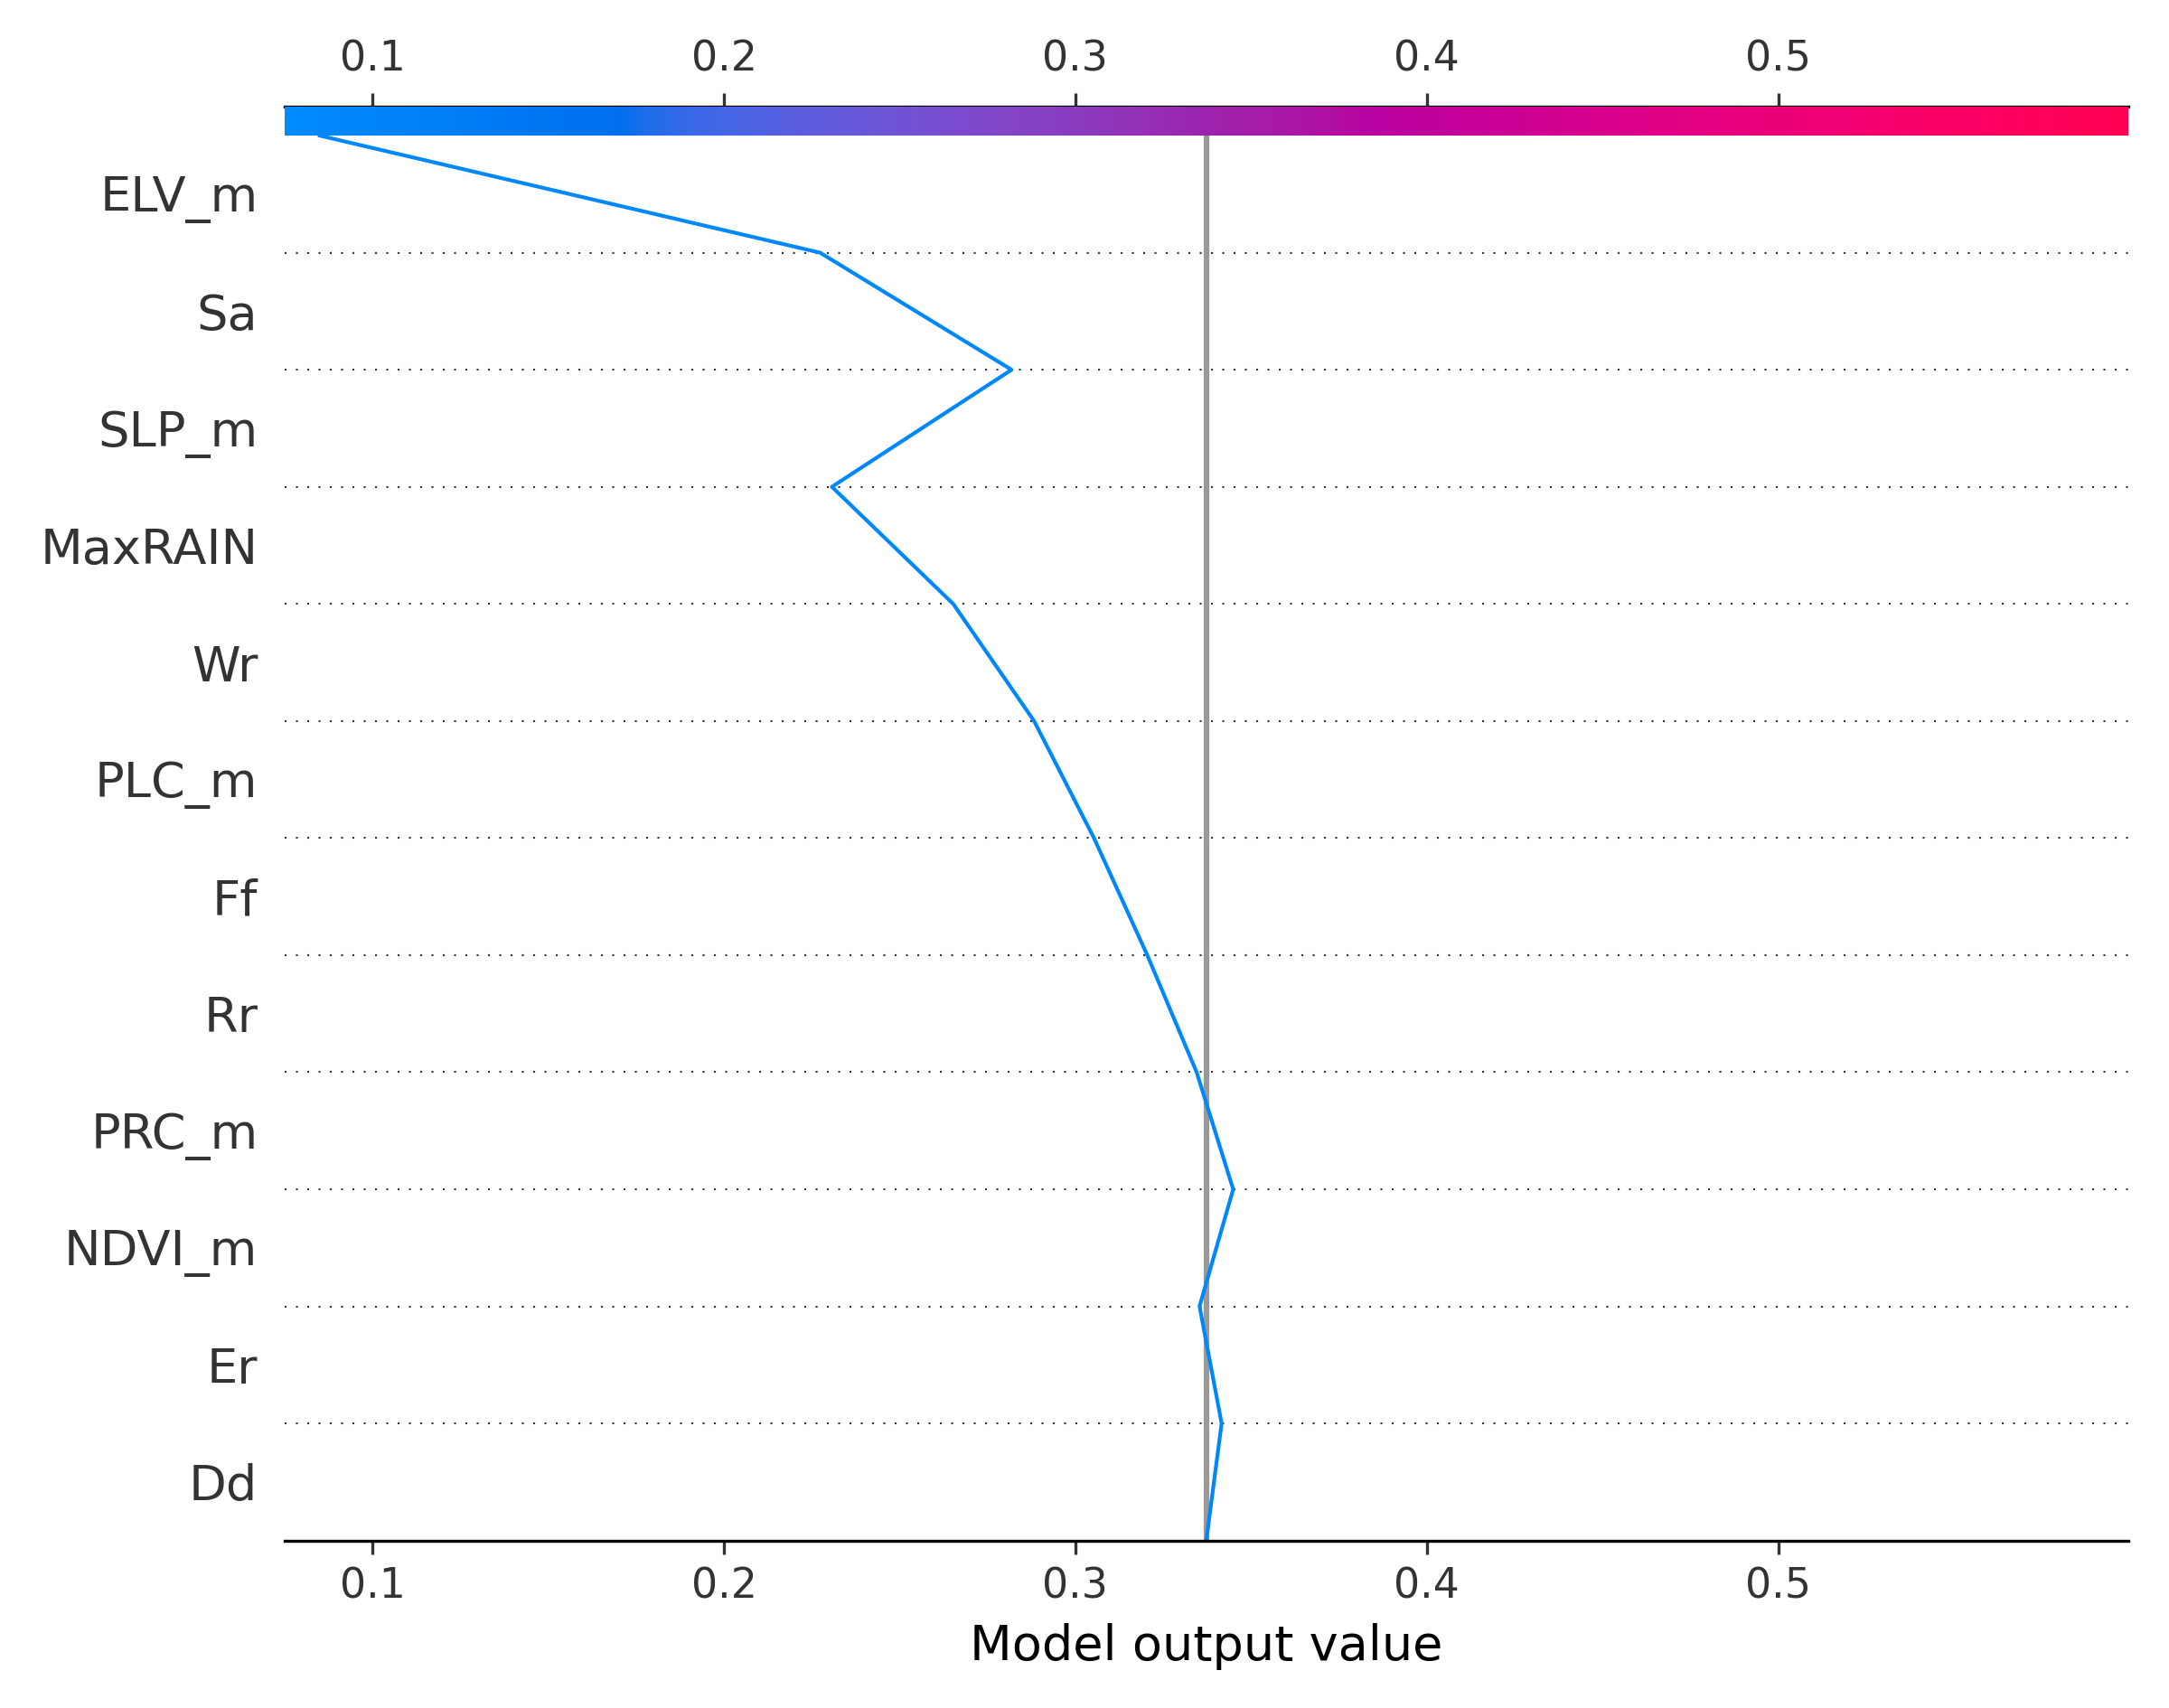 0.1 0.2 0.3 0.4 0.5
ELV_m
Sa
SLP_m
MaxRAIN
Wr
PLC_m
Ff
Rr
PRC_m
NDVI_m
Er
Dd
0.1 0.2 0.3 0.4 0.5
Model output value